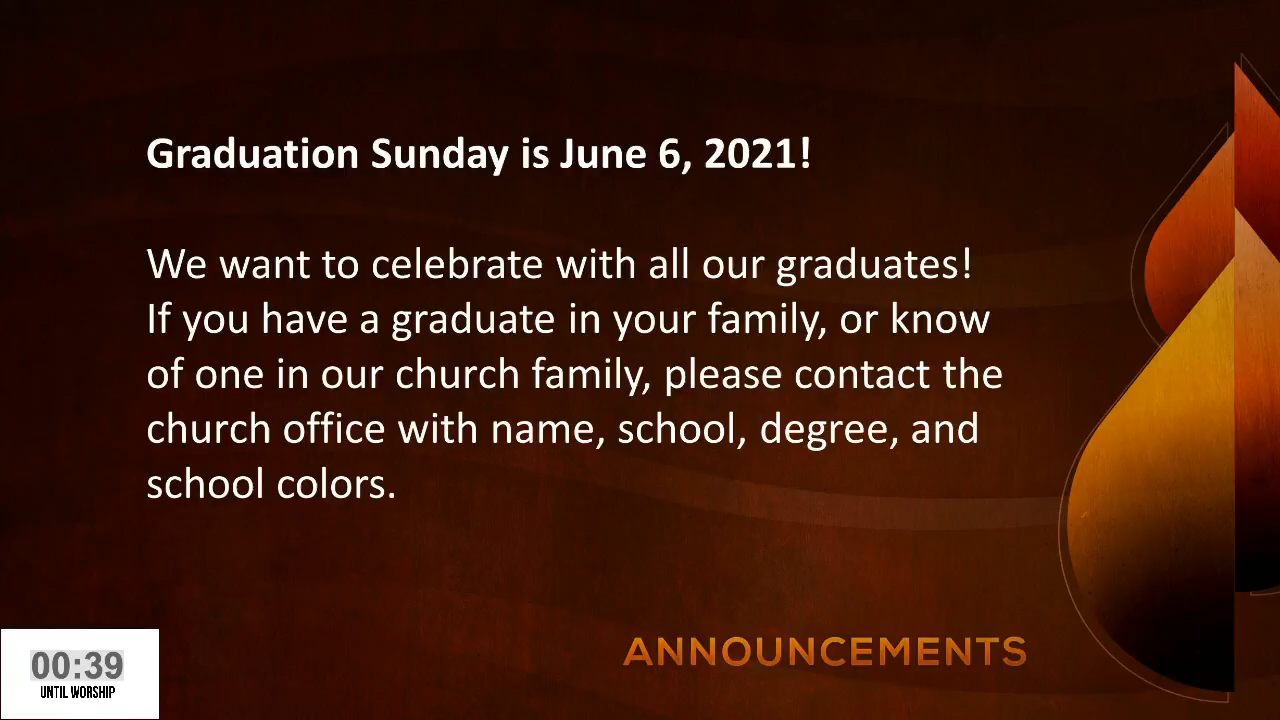 Graduation Sunday is June 6, 2021!
We want to celebrate with all our graduates!
If you have a graduate in your family, or know
of one in our church family, please contact the
church office with name, school, degree, and
school colors.
ANNOUNCEMENTS
00:39
UNTIL WORSHIP